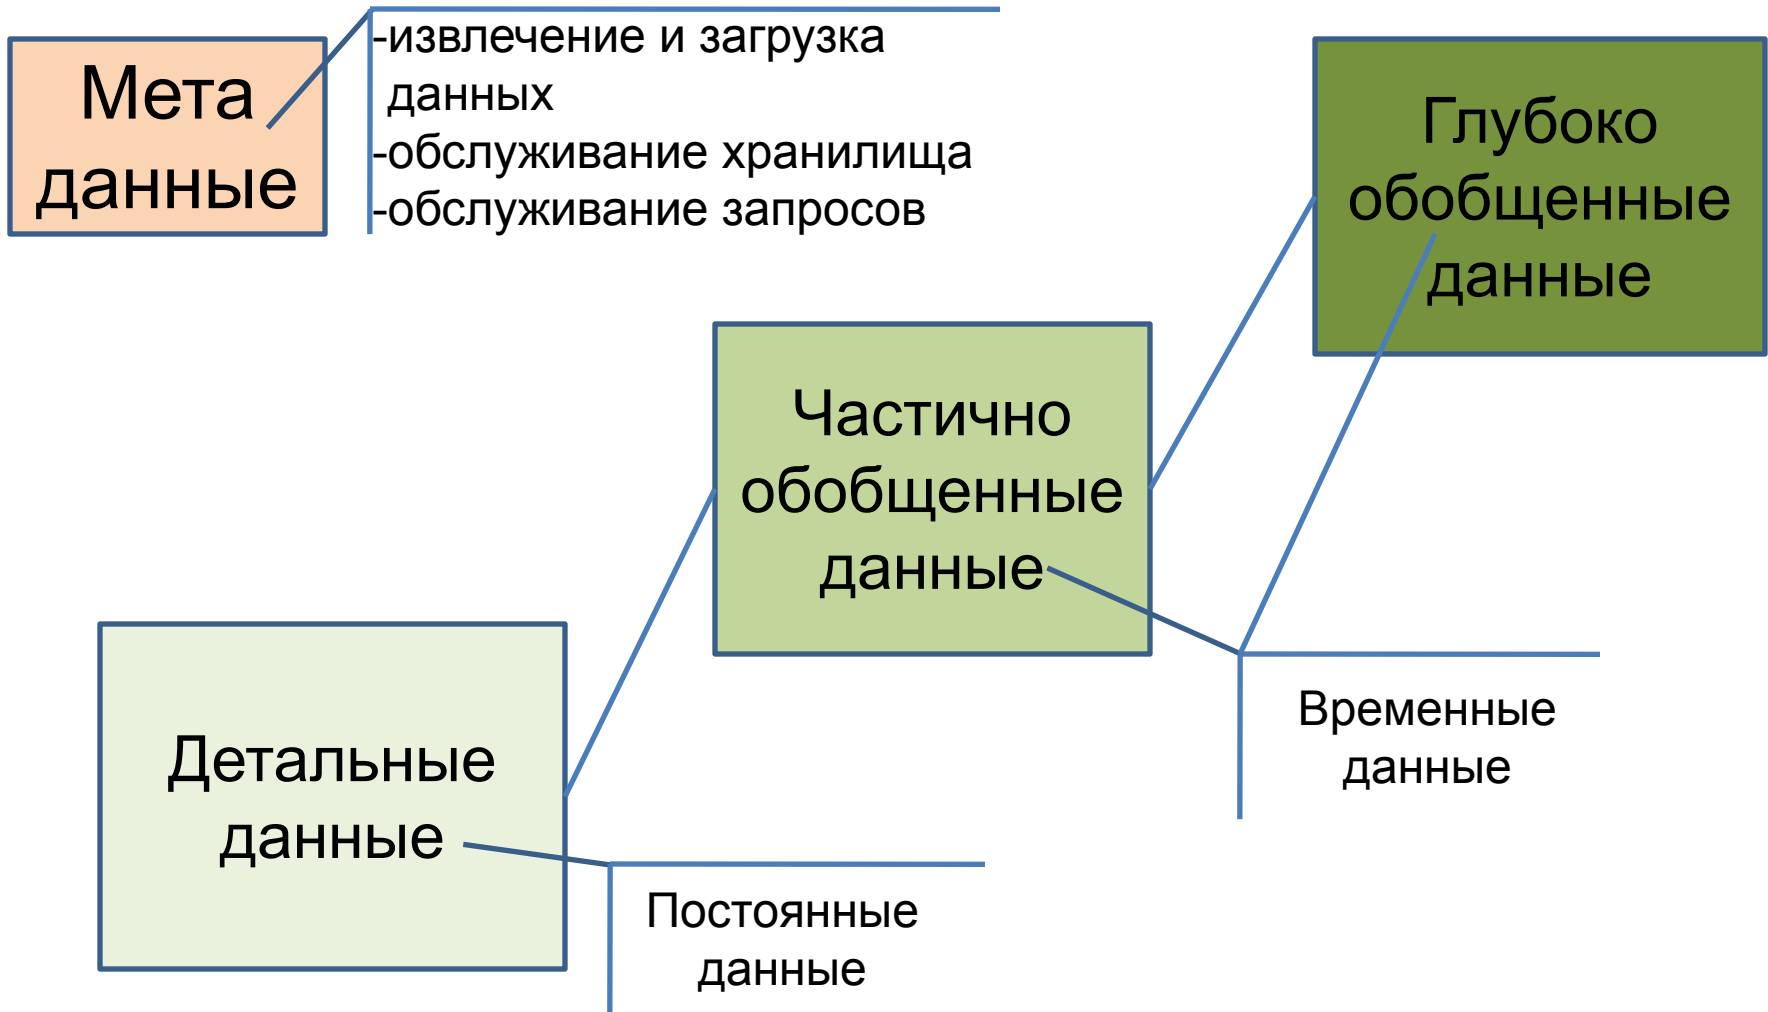 Мета
данные
-извлечение и загрузка
данных
-обслуживание хранилища
-обслуживание запросов
Глубоко
обобщенные
данные
Частично
обобщенные
данные
Временные
данные
Детальные
данные
Постоянные
данные